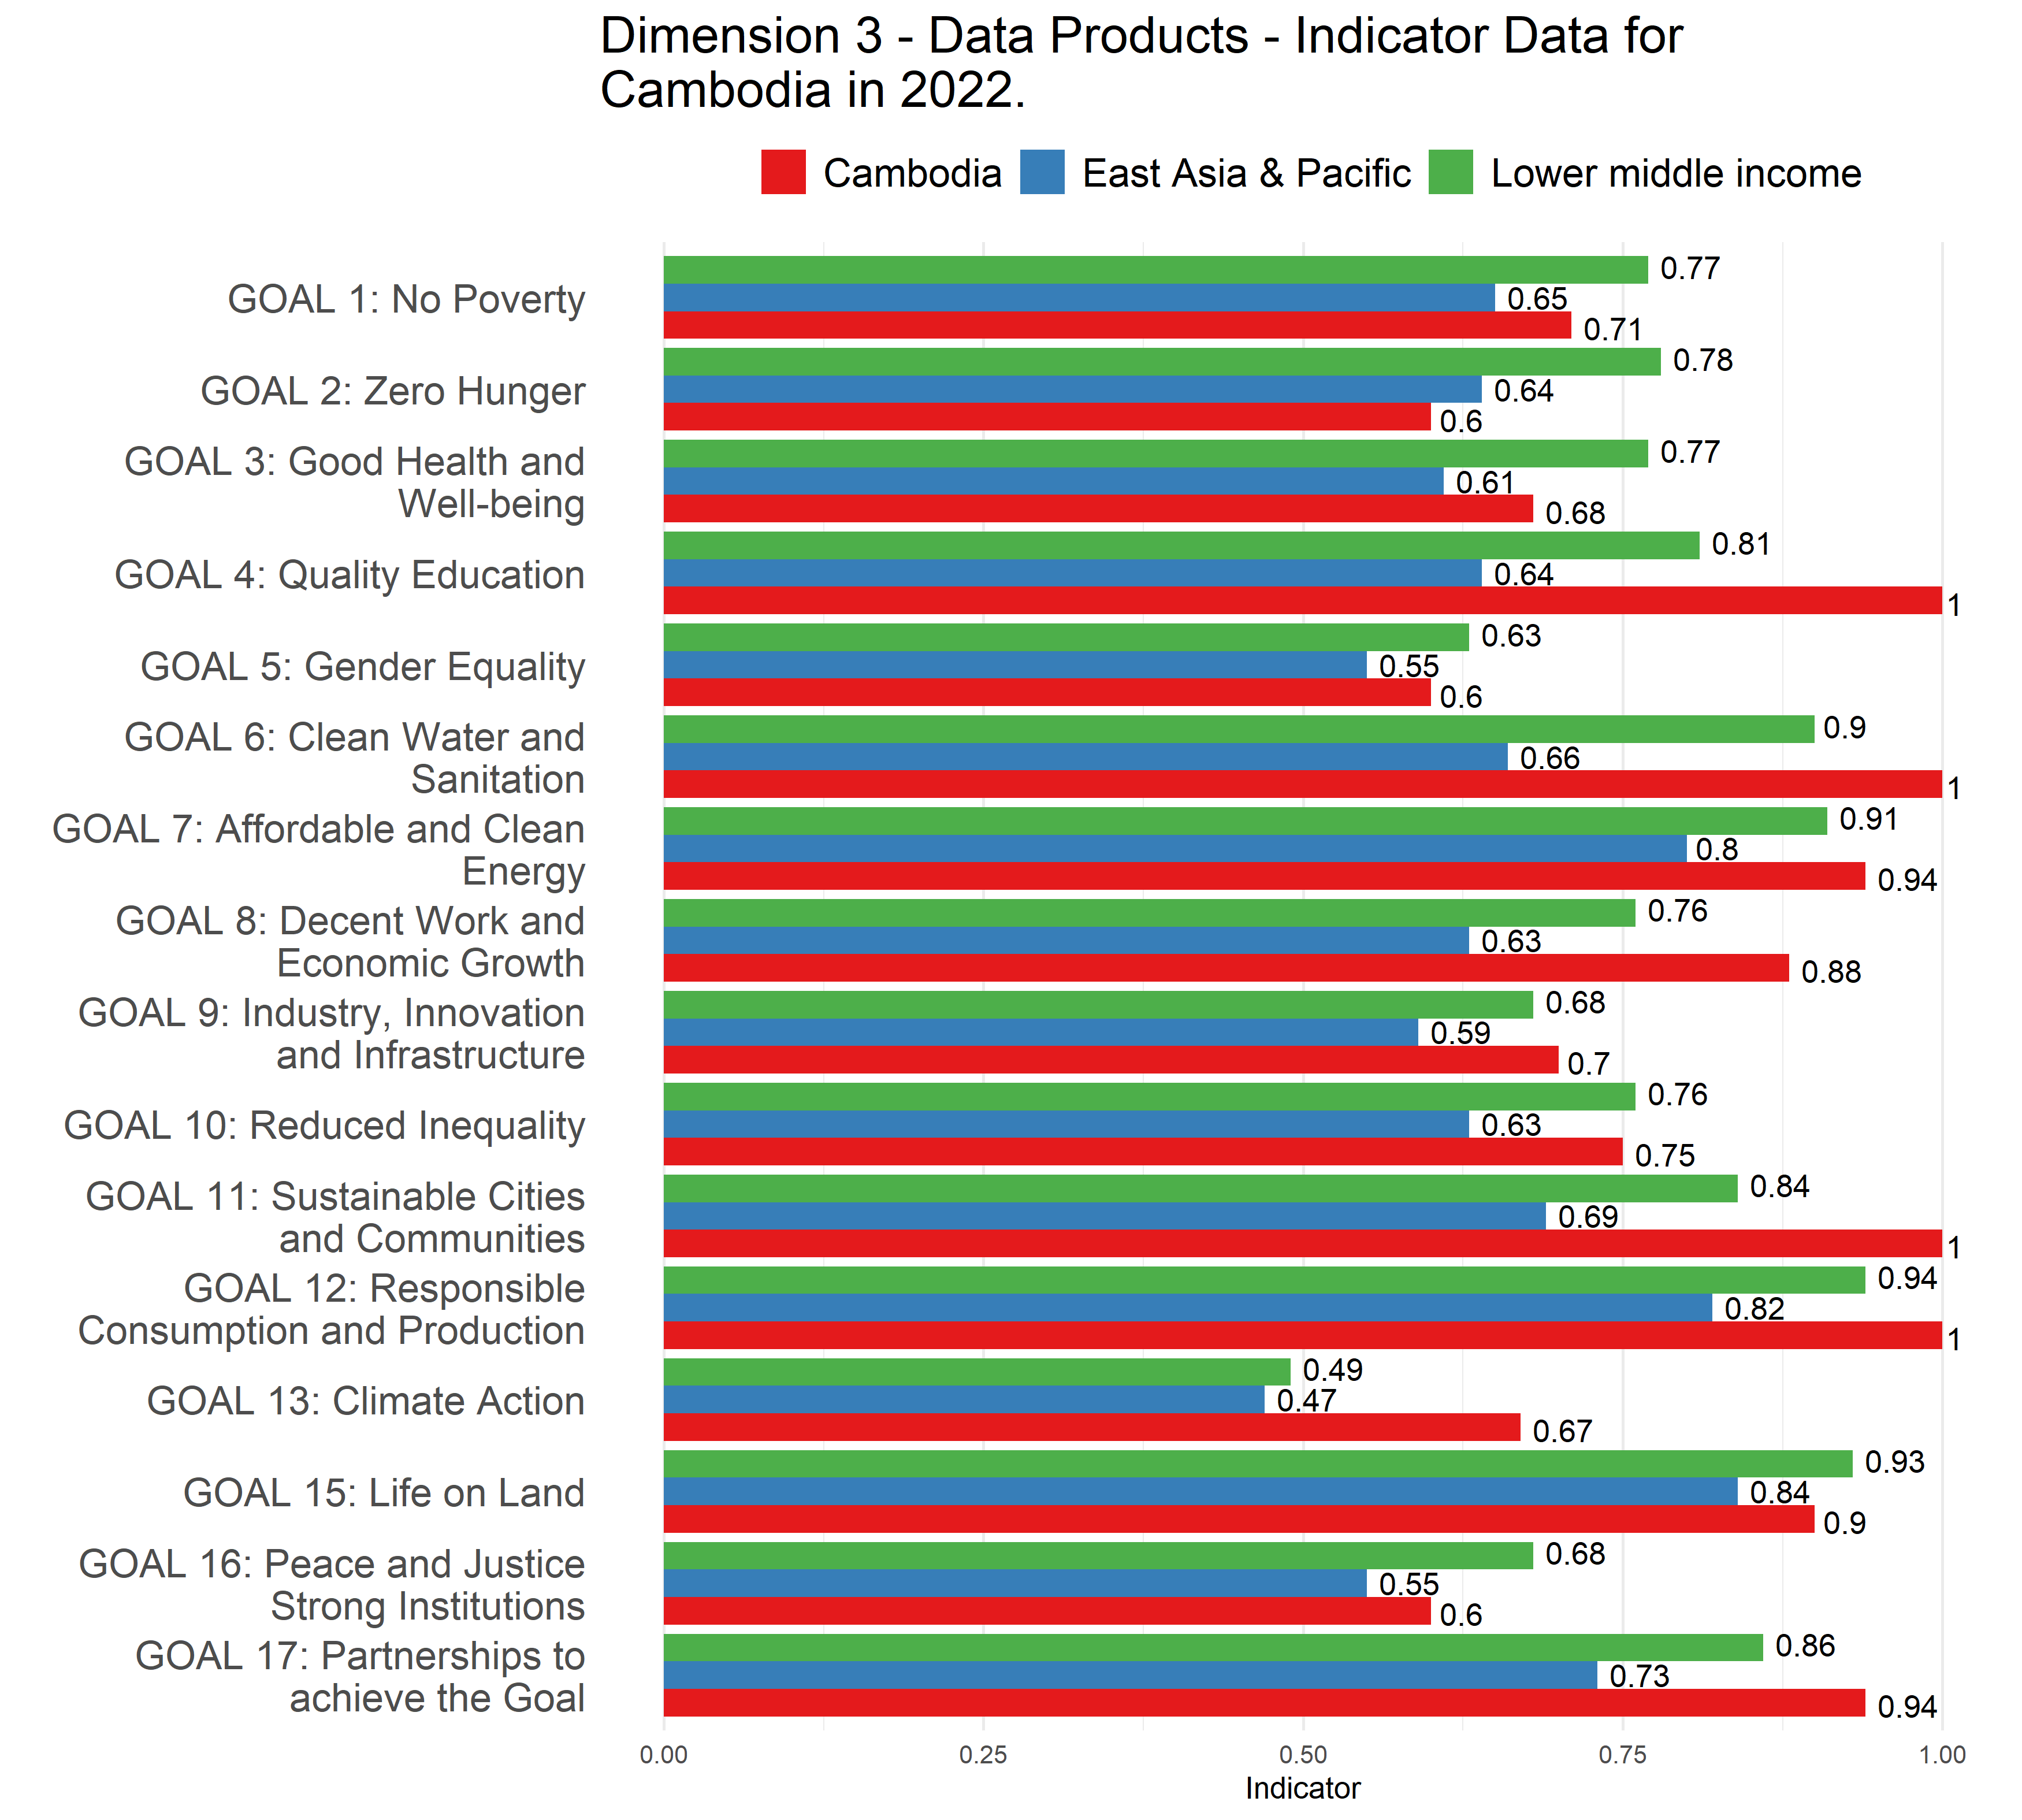 Dimension 3 - Data Products - Indicator Data for
Cambodia in 2022.
Cambodia East Asia & Pacific Lower middle income
GOAL 1: No Poverty
0.77
0.65
0.71
GOAL 2: Zero Hunger
0.78
0.64
0.6
GOAL 3: Good Health and
Well-being
0.77
0.61
0.68
GOAL 4: Quality Education
0.81
0.64
1
GOAL 5: Gender Equality
0.63
0.55
0.6
GOAL 6: Clean Water and
Sanitation
0.9
0.66
1
GOAL 7: Affordable and Clean
Energy
0.91
0.8
0.94
GOAL 8: Decent Work and
Economic Growth
0.76
0.63
0.88
GOAL 9: Industry, Innovation
and Infrastructure
0.68
0.59
0.7
GOAL 10: Reduced Inequality
0.76
0.63
0.75
GOAL 11: Sustainable Cities
and Communities
0.84
0.69
1
GOAL 12: Responsible
Consumption and Production
0.94
0.82
1
GOAL 13: Climate Action
0.49
0.47
0.67
GOAL 15: Life on Land
0.93
0.84
0.9
GOAL 16: Peace and Justice
Strong Institutions
0.68
0.55
0.6
GOAL 17: Partnerships to
achieve the Goal
0.86
0.73
0.94
0.00 0.25 0.50 0.75 1.00
Indicator